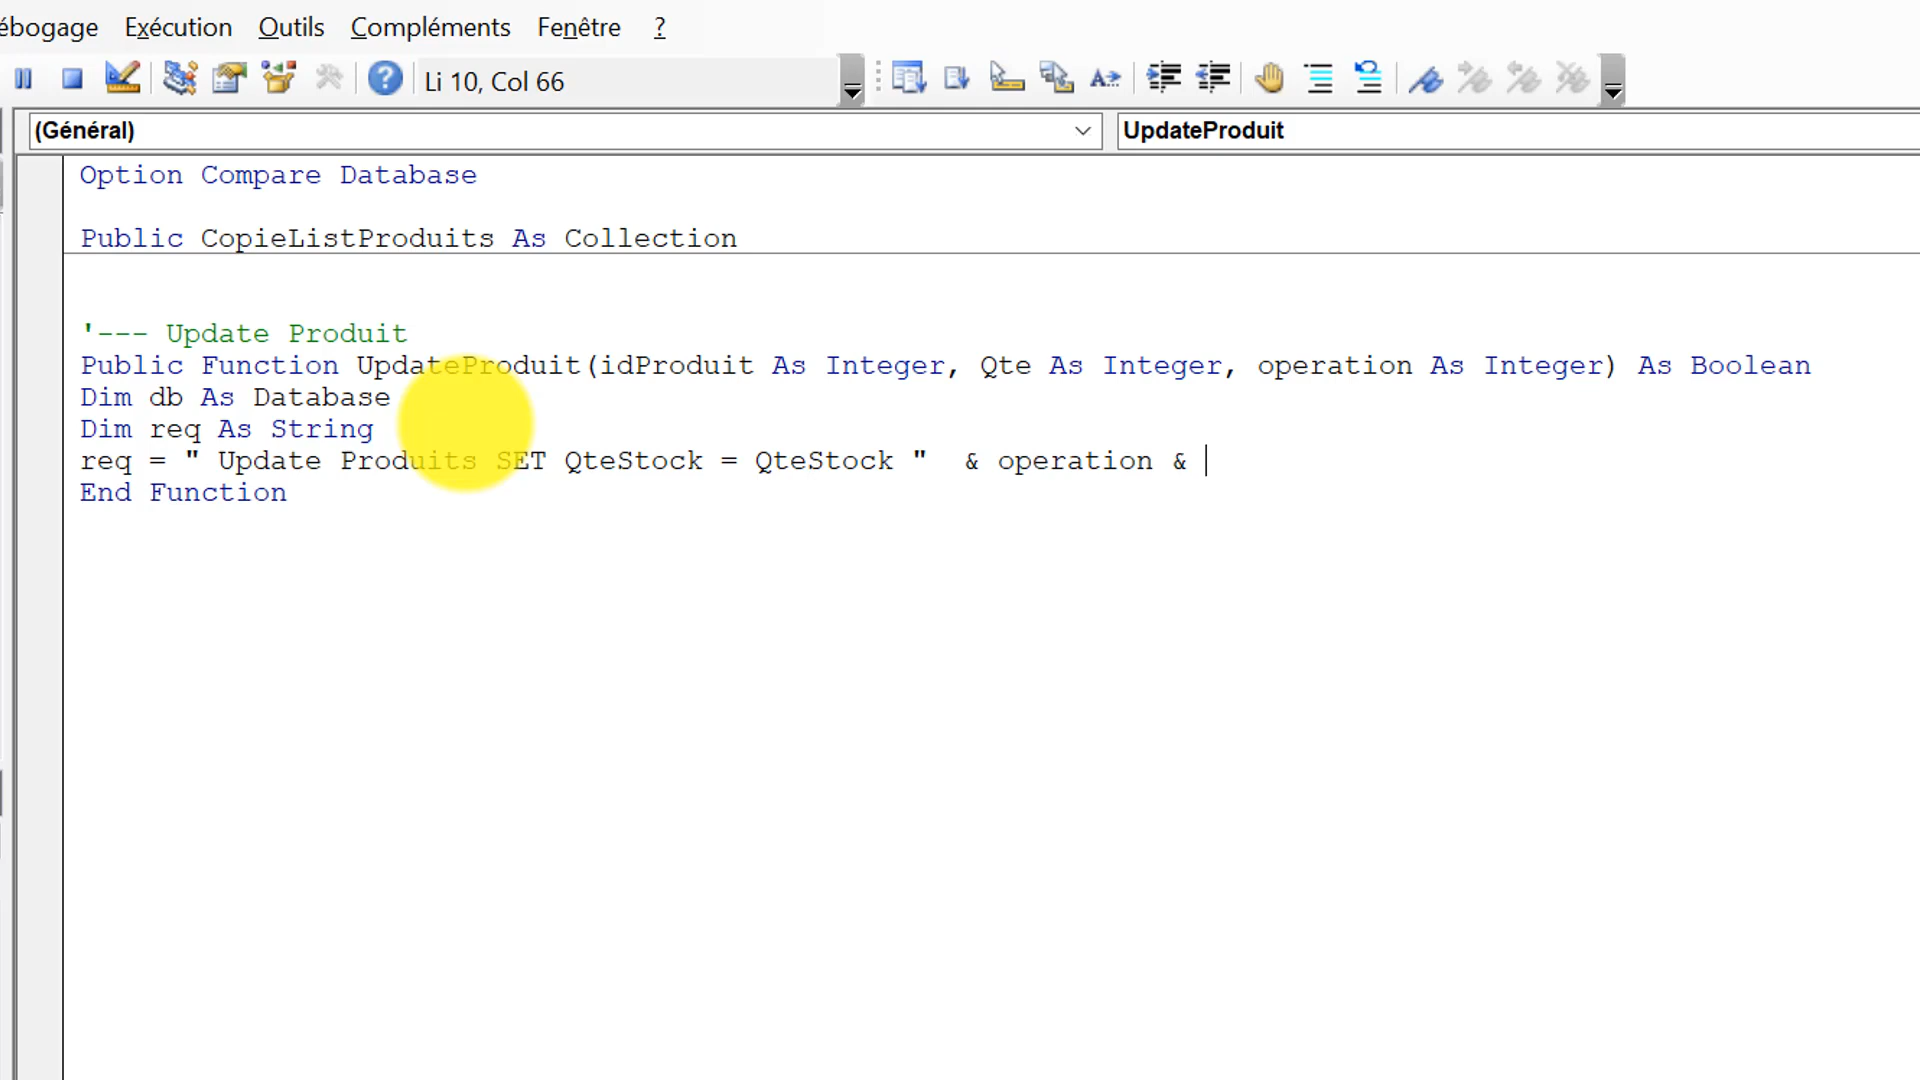 ébogage Exécution Outils Compléments Fenêtre ?
Li 10, Col 66
(Général) UpdateProduit
Option Compare Database
Public CopieListProduits As Collection
'--- Update Produit
Public Function UpdateProduit(idProduit As Integer, Qte As Integer, operation As Integer) As Boolean
Dim db As Database
Dim req As String
req = " Update Produits SET QteStock = QteStock "  & operation &
End Function